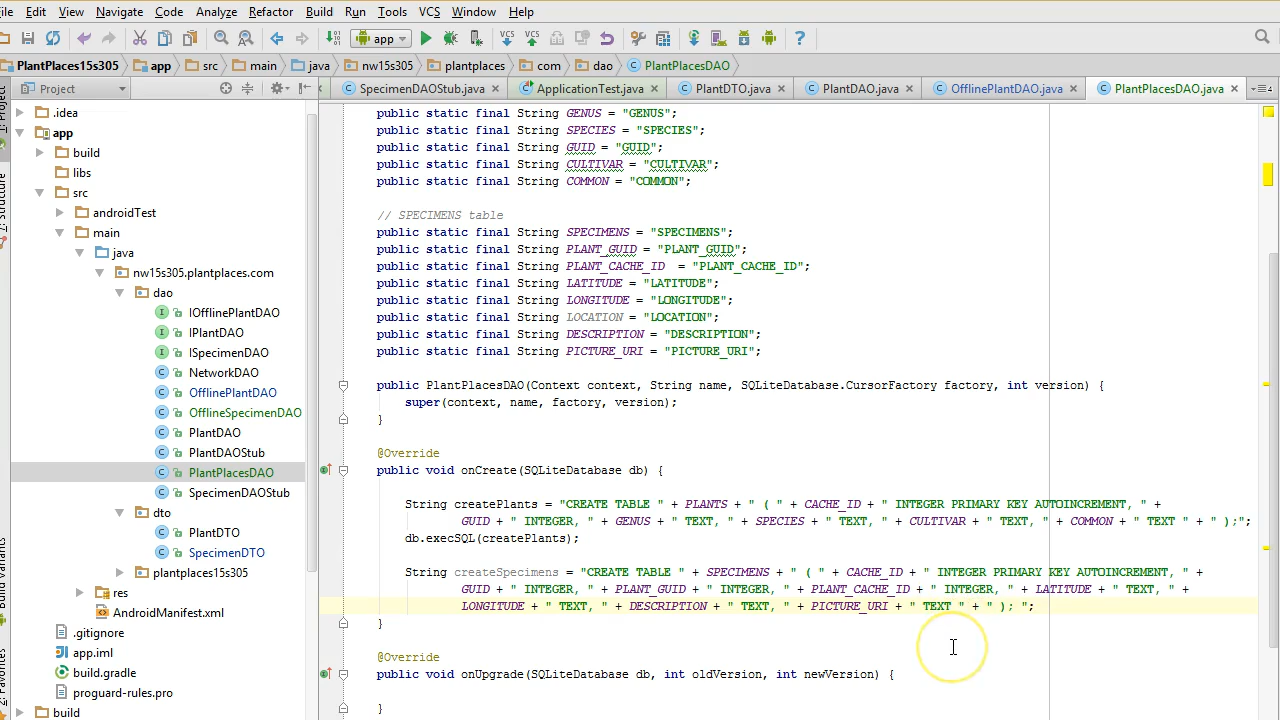 File Edit View Navigate Code Analyze Refactor Build Run Tools VCS Window Help
app VCS VCS
PlantPlaces15s305 app src main java nw15s305 plantplaces com dao PlantPlacesDAO
Project SpecimenDAOStub.java ApplicationTest.java PlantDTO.java PlantDAO.java OfflinePlantDAO.java PlantPlacesDAO.java
1: Project
Structure
Build Variants
.idea
app
build
libs
src
androidTest
main
java
nw15s305.plantplaces.com
dao
IOfflinePlantDAO
IPlantDAO
ISpecimenDAO
NetworkDAO
OfflinePlantDAO
OfflineSpecimenDAO
PlantDAO
PlantDAOStub
PlantPlacesDAO
SpecimenDAOStub
dto
PlantDTO
SpecimenDTO
plantplaces15s305
res
AndroidManifest.xml
.gitignore
app.iml
build.gradle
proguard-rules.pro
build
public static final String GENUS = "GENUS";
public static final String SPECIES = "SPECIES";
public static final String GUID = "GUID";
public static final String CULTIVAR = "CULTIVAR";
public static final String COMMON = "COMMON";
// SPECIMENS table
public static final String SPECIMENS = "SPECIMENS";
public static final String PLANT_GUID = "PLANT_GUID";
public static final String PLANT_CACHE_ID  = "PLANT_CACHE_ID";
public static final String LATITUDE = "LATITUDE";
public static final String LONGITUDE = "LONGITUDE";
public static final String LOCATION = "LOCATION";
public static final String DESCRIPTION = "DESCRIPTION";
public static final String PICTURE_URI = "PICTURE_URI";
public PlantPlacesDAO(Context context, String name, SQLiteDatabase.CursorFactory factory, int version) {
super(context, name, factory, version);
}
@Override
public void onCreate(SQLiteDatabase db) {
String createPlants = "CREATE TABLE " + PLANTS + " ( " + CACHE_ID + " INTEGER PRIMARY KEY AUTOINCREMENT, " +
GUID + " INTEGER, " + GENUS + " TEXT, " + SPECIES + " TEXT, " + CULTIVAR + " TEXT, " + COMMON + " TEXT " + " );";
db.execSQL(createPlants);
String createSpecimens = "CREATE TABLE " + SPECIMENS + " ( " + CACHE_ID + " INTEGER PRIMARY KEY AUTOINCREMENT, " +
GUID + " INTEGER, " + PLANT_GUID + " INTEGER, " + PLANT_CACHE_ID + " INTEGER, " + LATITUDE + " TEXT, " +
LONGITUDE + " TEXT, " + DESCRIPTION + " TEXT, " + PICTURE_URI + " TEXT " + " ); ";
}
@Override
public void onUpgrade(SQLiteDatabase db, int oldVersion, int newVersion) {
}